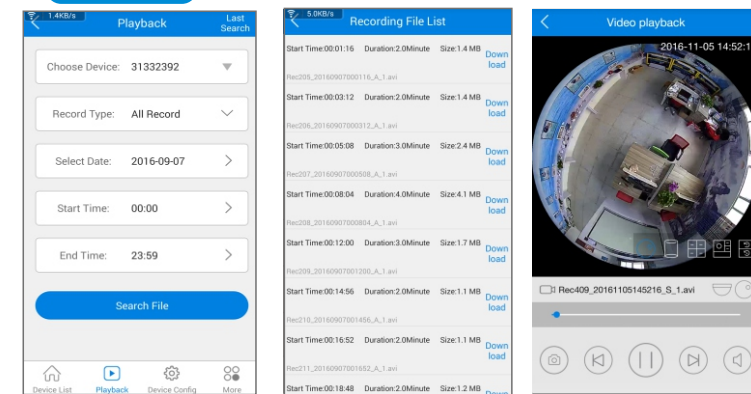 1.4KB/s
Playback
Last
Search
Choose Device: 31332392
Record Type: All Record
Select Date: 2016-09-07
Start Time: 00:00
End Time: 23:59
Search File
Device List Playback Device Config More
5.0KB/s
Recording File List
Start Time:00:01:16 Duration:2.0Minute Size:1.4 MB
Down
load
Rec205_20160907000116_A_1.avi
Start Time:00:03:12 Duration:2.0Minute Size:1.4 MB
Down
load
Rec206_20160907000312_A_1.avi
Start Time:00:05:08 Duration:3.0Minute Size:2.4 MB
Down
load
Rec207_20160907000508_A_1.avi
Start Time:00:08:04 Duration:4.0Minute Size:4.1 MB
Down
load
Rec208_20160907000804_A_1.avi
Start Time:00:12:00 Duration:3.0Minute Size:1.7 MB
Down
load
Rec209_20160907001200_A_1.avi
Start Time:00:14:56 Duration:2.0Minute Size:1.1 MB
Down
load
Rec210_20160907001456_A_1.avi
Start Time:00:16:52 Duration:2.0Minute Size:1.1 MB
Down
load
Rec211_20160907001652_A_1.avi
Start Time:00:18:48 Duration:2.0Minute Size:1.2 MB
Down
Video playback
2016-11-05 14:52:1
Rec409_20161105145216_S_1.avi